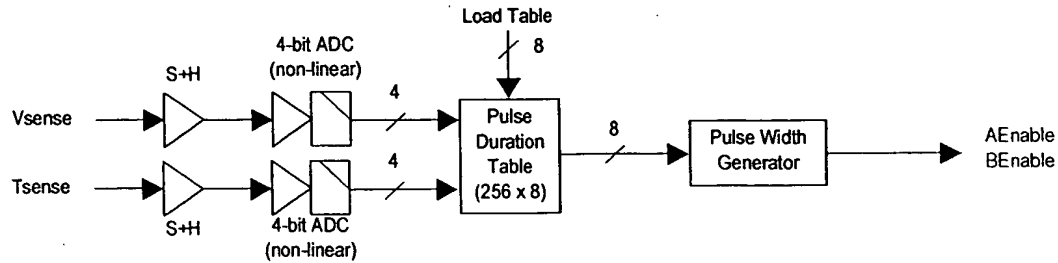 Load Table
8
4-bit ADC
(non-linear)
S+H
4
Vsense
Pulse
Duration
Table
(256 x 8)
8
Pulse Width
Generator
AEnable
BEnable
4
Tsense
S+H
4-bit ADC
(non-linear)